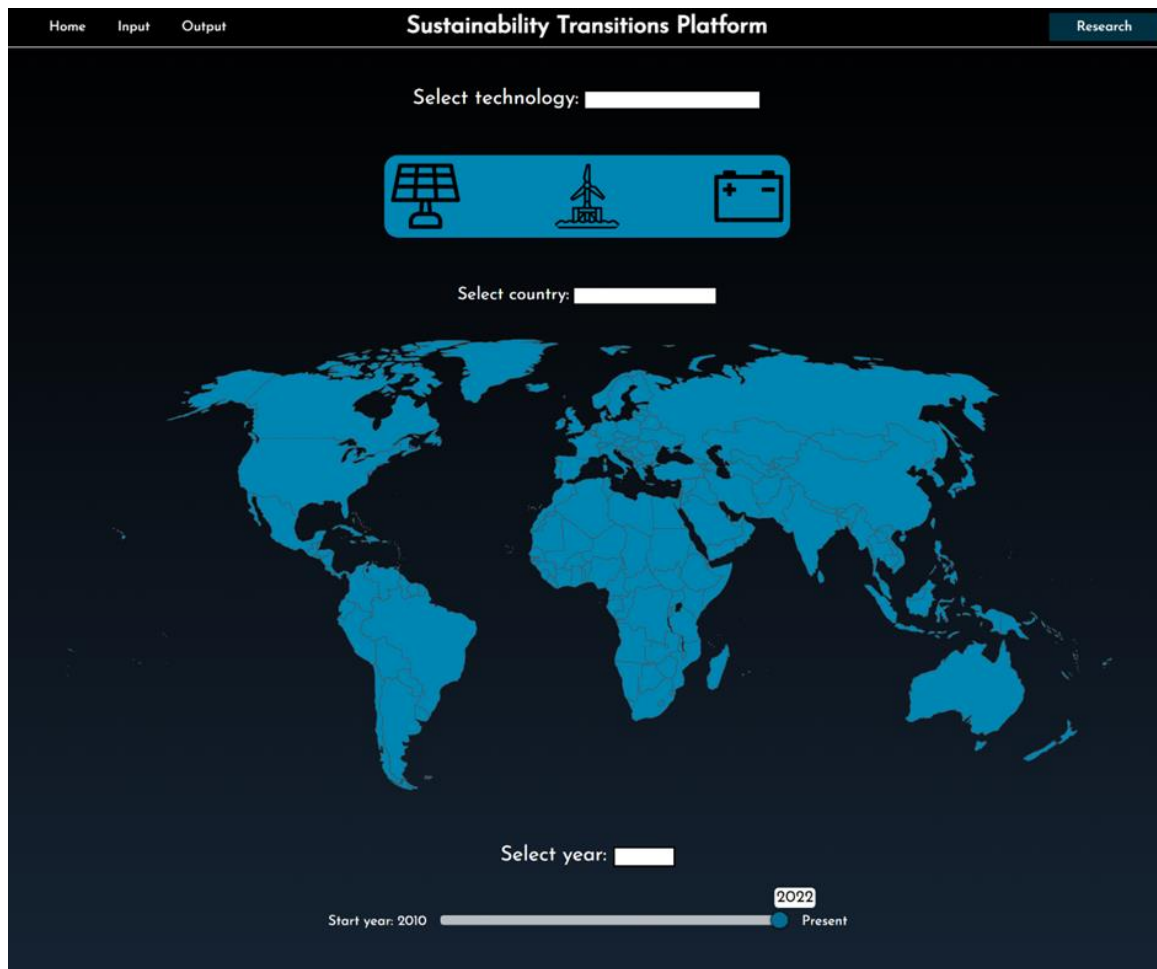 Home Input Output Sustainability Transitions Platform Research
Select technology:
Select country:
Select year:
2022
Start year: 2010 Present